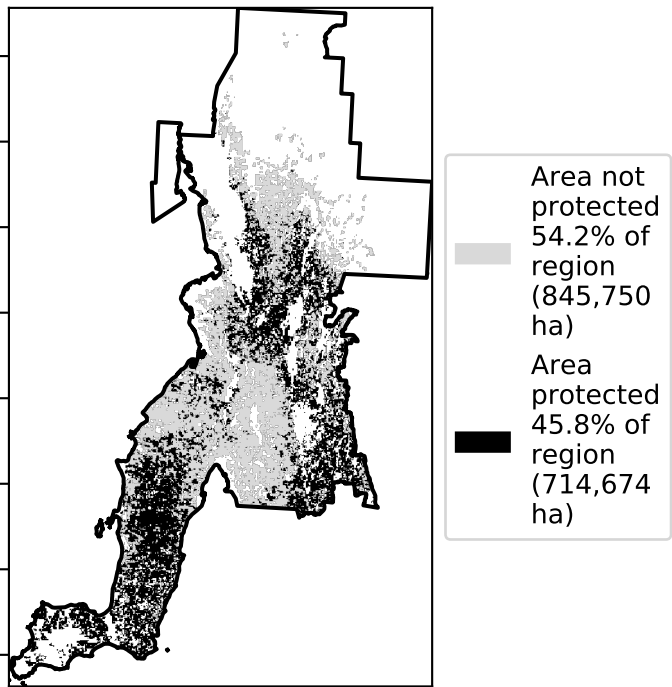 Area not
protected
54.2% of
region
(845,750
ha)
Area
protected
45.8% of
region
(714,674
ha)